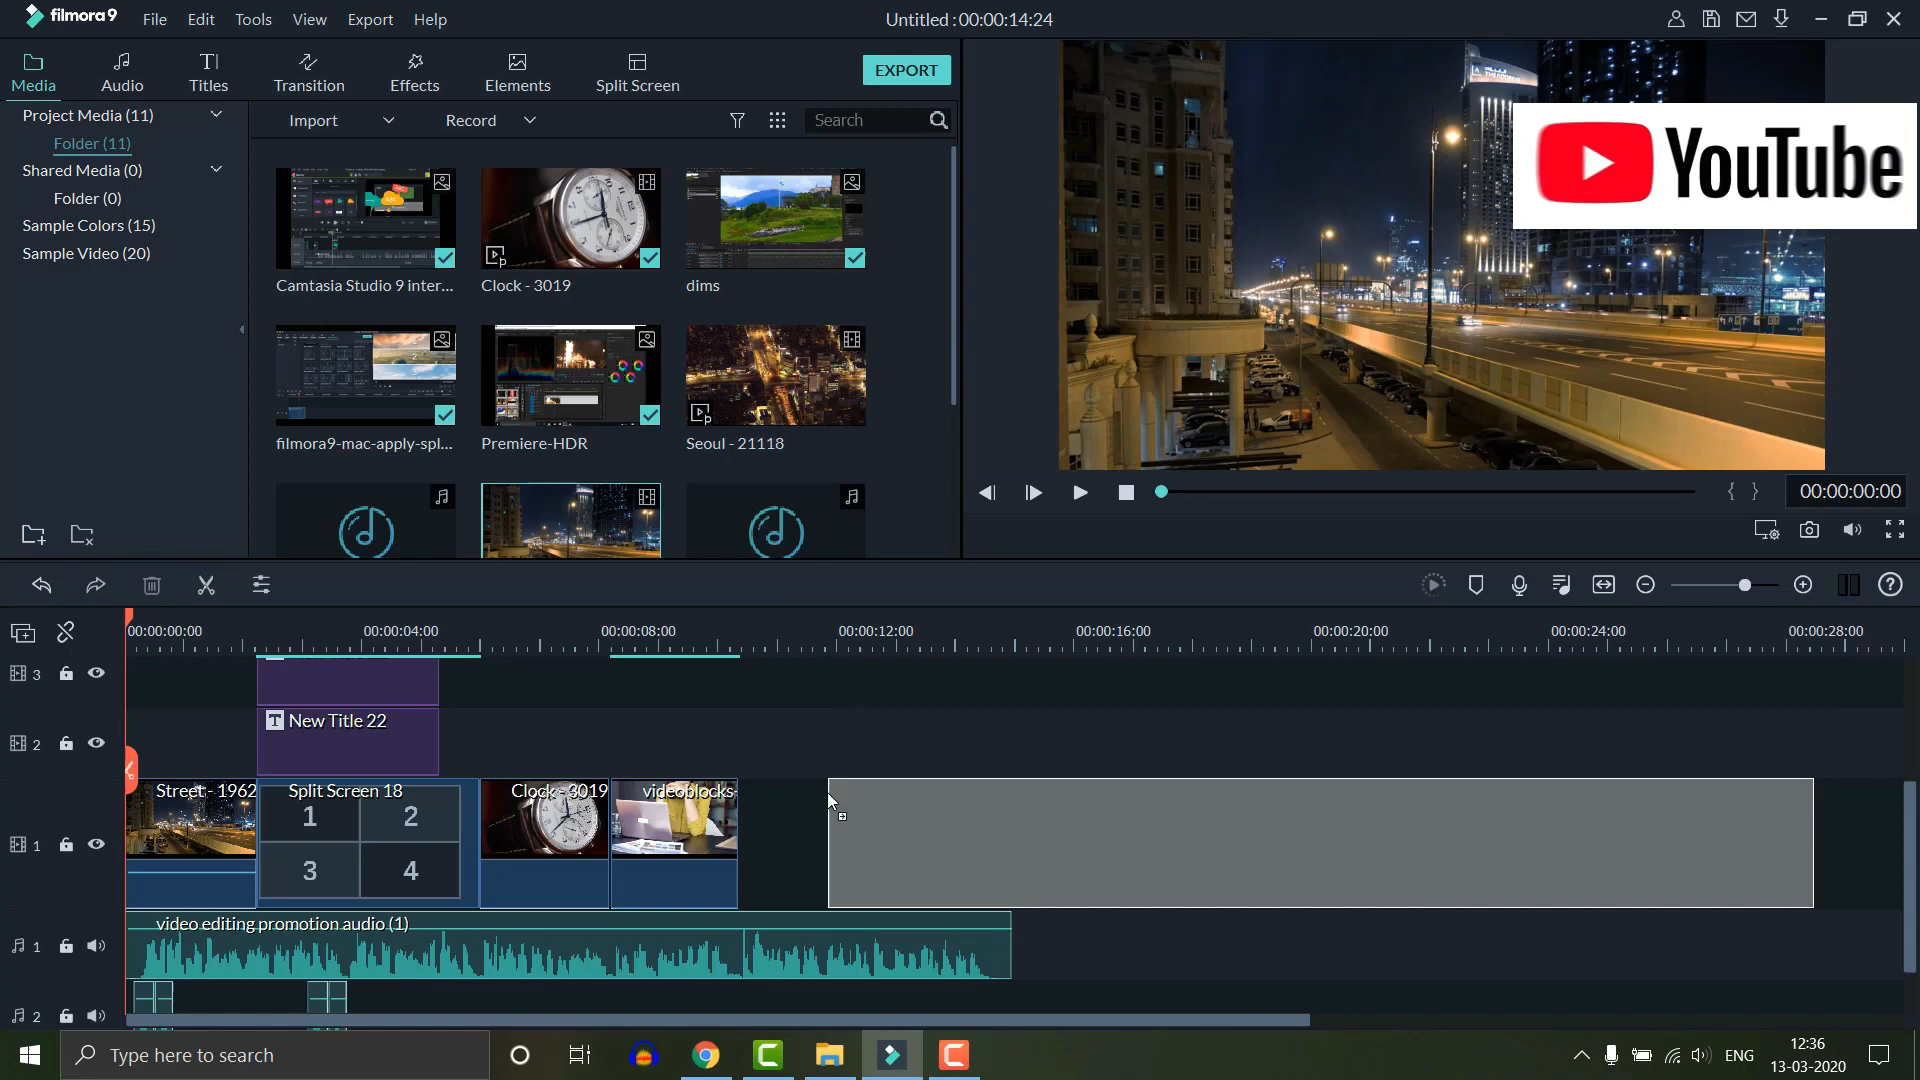 filmora9
File Edit Tools View Export Help
Untitled : 00:00:14:24
Media
Audio
Titles
Transition
Effects
Elements
Split Screen
EXPORT
Project Media (11)
Folder (11)
Shared Media (0)
Folder (0)
Sample Colors (15)
Sample Video (20)
Import
Record
Search
Camtasia Studio 9 inter...
Clock - 3019
dims
filmora9-mac-apply-spl...
Premiere-HDR
Seoul - 21118
YouTube
{ }
00:00:00:00
00:00:00:00
00:00:04:00
00:00:08:00
00:00:12:00
00:00:16:00
00:00:20:00
00:00:24:00
00:00:28:00
3
2
T New Title 22
1
Street - 1962
Split Screen 18
1 2
3 4
Clock - 3019
videoblocks-
1
video editing promotion audio (1)
2
Type here to search
ENG
12:36
13-03-2020